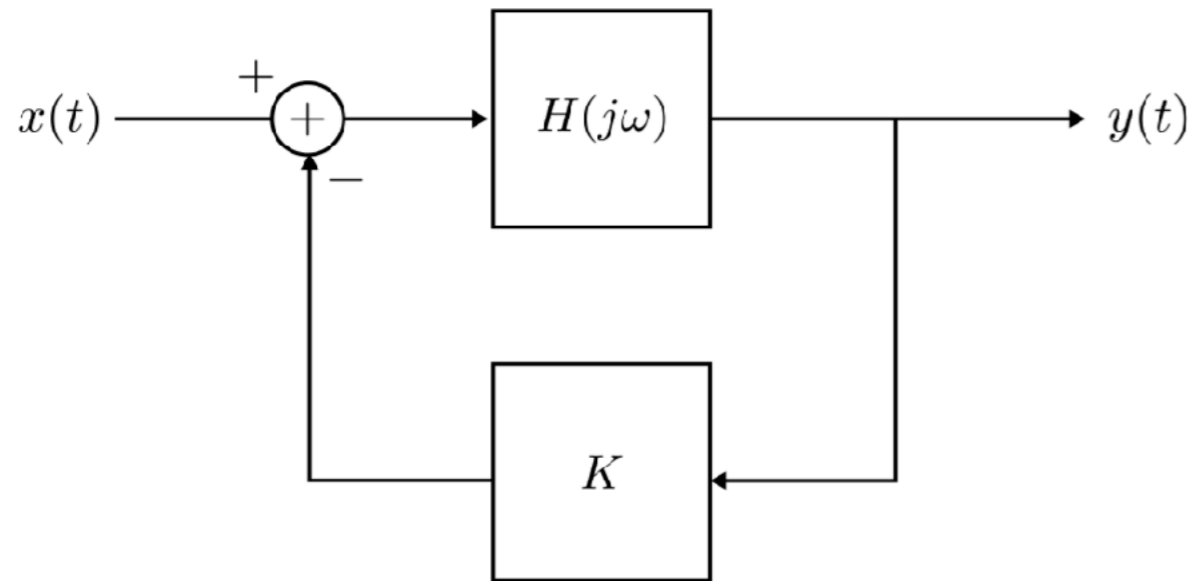 +
x(t)
+
H(jω)
y(t)
−
K